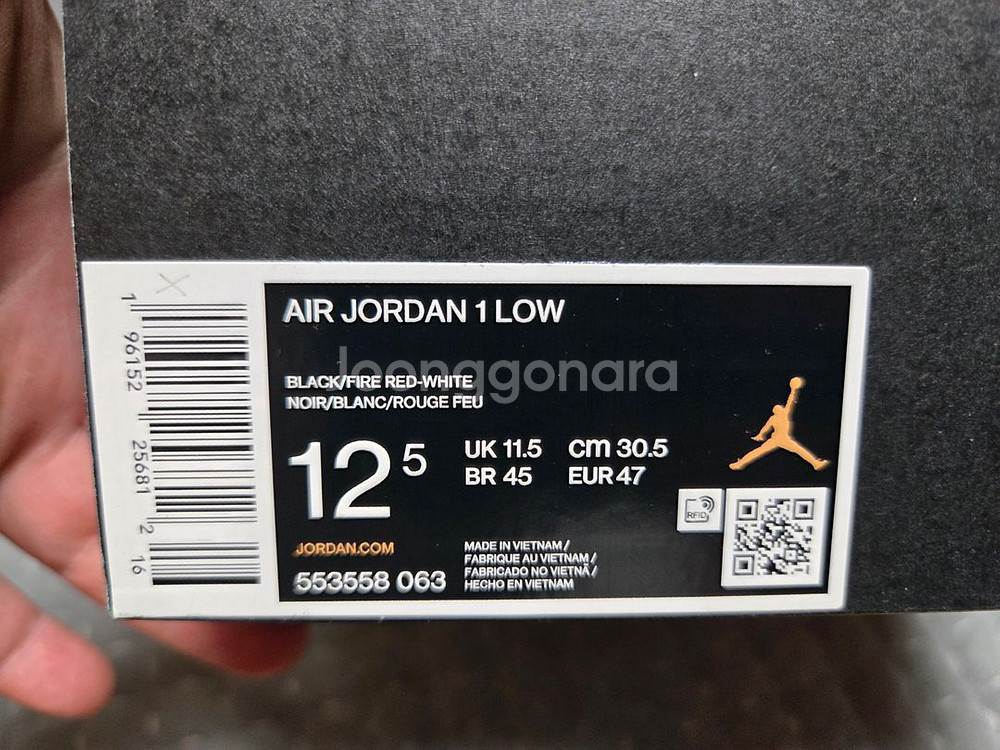 AIR JORDAN 1 LOW
Joonggonara
BLACK/FIRE RED-WHITE
NOIR/BLANC/ROUGE FEU
12 5
UK 11.5 CM 30.5
BR 45 EUR 47
RFID
JORDAN.COM
553558 063
MADE IN VIETNAM /
FABRIQUE AU VIETNAM /
FABRICADO NO VIETNÃ /
HECHO EN VIETNAM
1 96152 25681 2 16
X